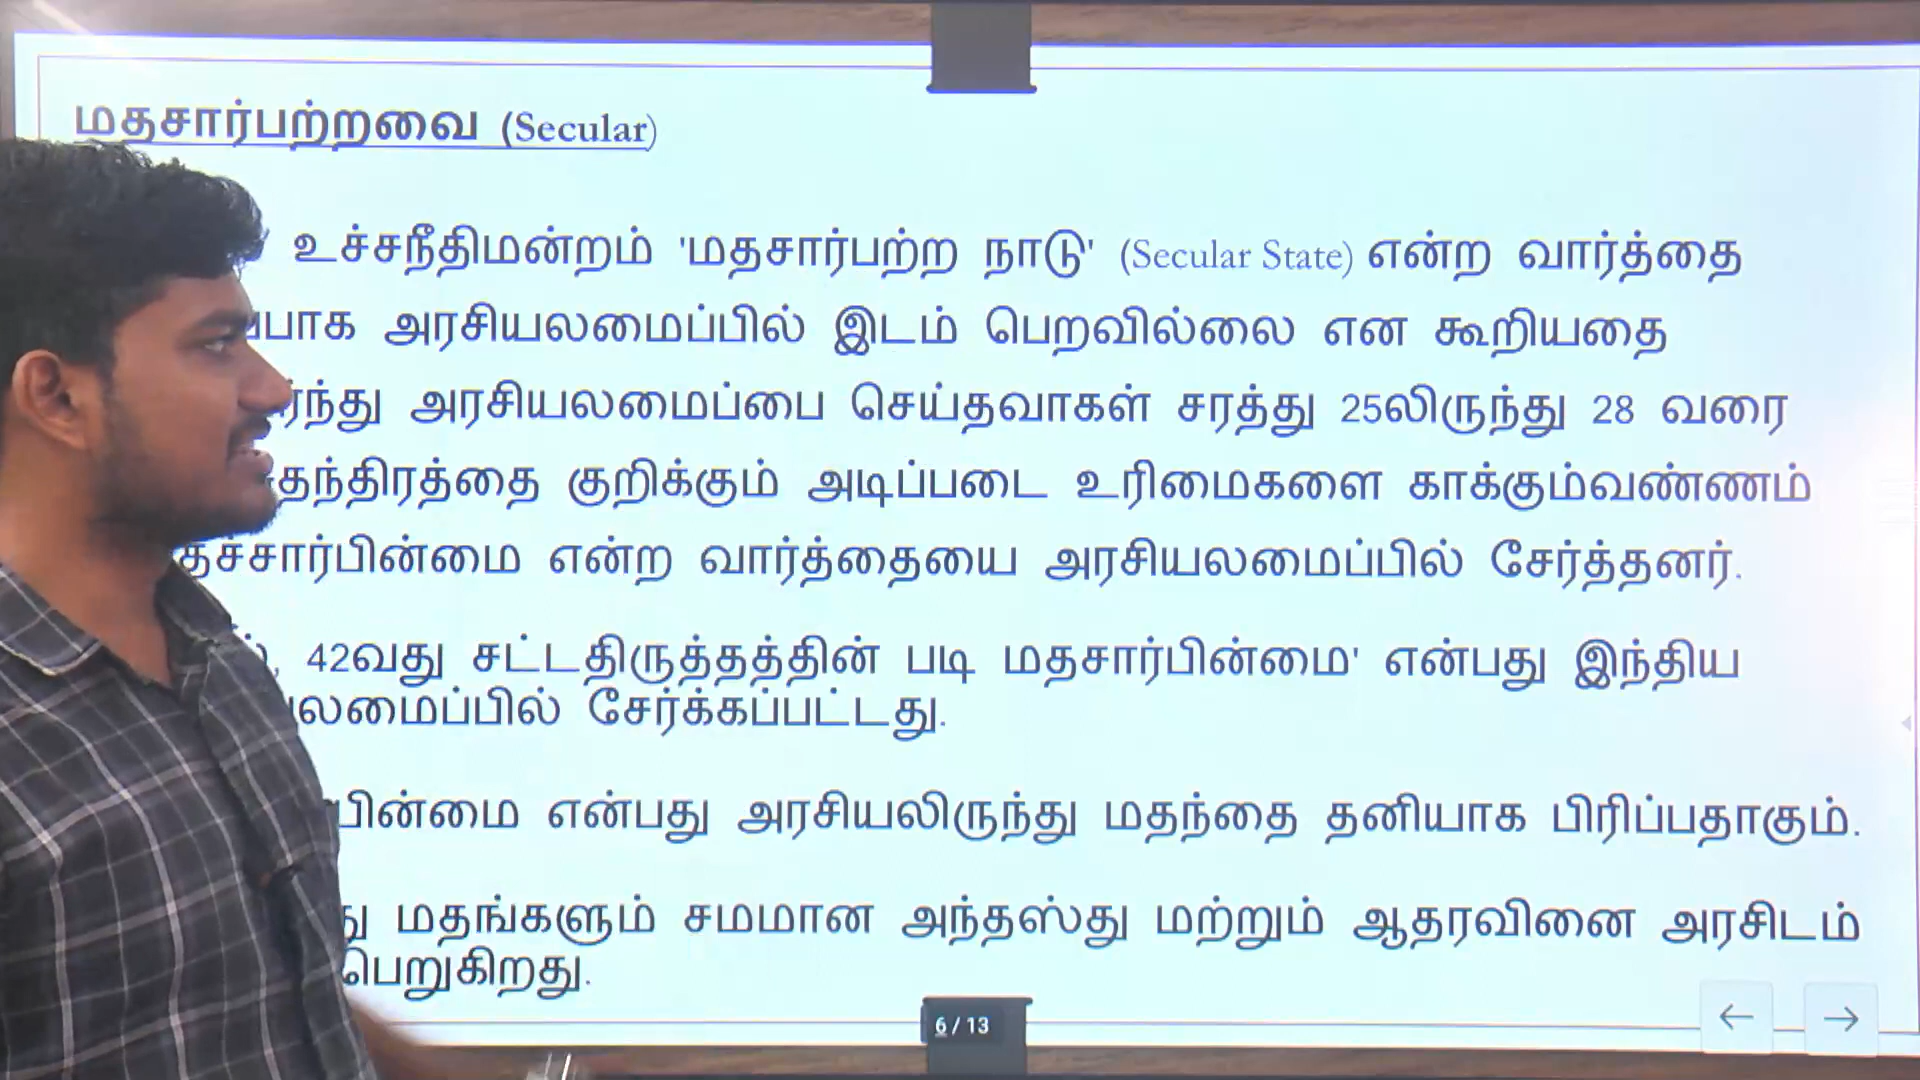 மதசார்பற்றவை (Secular)
உச்சநீதிமன்றம் 'மதசார்பற்ற நாடு' (Secular State) என்ற வார்த்தை
அரசியலமைப்பில் இடம் பெறவில்லை என கூறியதை
அரசியலமைப்பை செய்தவாகள் சரத்து 25லிருந்து 28 வரை
குறிக்கும் அடிப்படை உரிமைகளை காக்கும்வண்ணம்
என்ற வார்த்தையை அரசியலமைப்பில் சேர்த்தனர்.
42வது சட்டதிருத்தத்தின் படி மதசார்பின்மை' என்பது இந்திய
சேர்க்கப்பட்டது.
என்பது அரசியலிருந்து மதந்தை தனியாக பிரிப்பதாகும்.
மதங்களும் சமமான அந்தஸ்து மற்றும் ஆதரவினை அரசிடம்
பெறுகிறது.
6 / 13